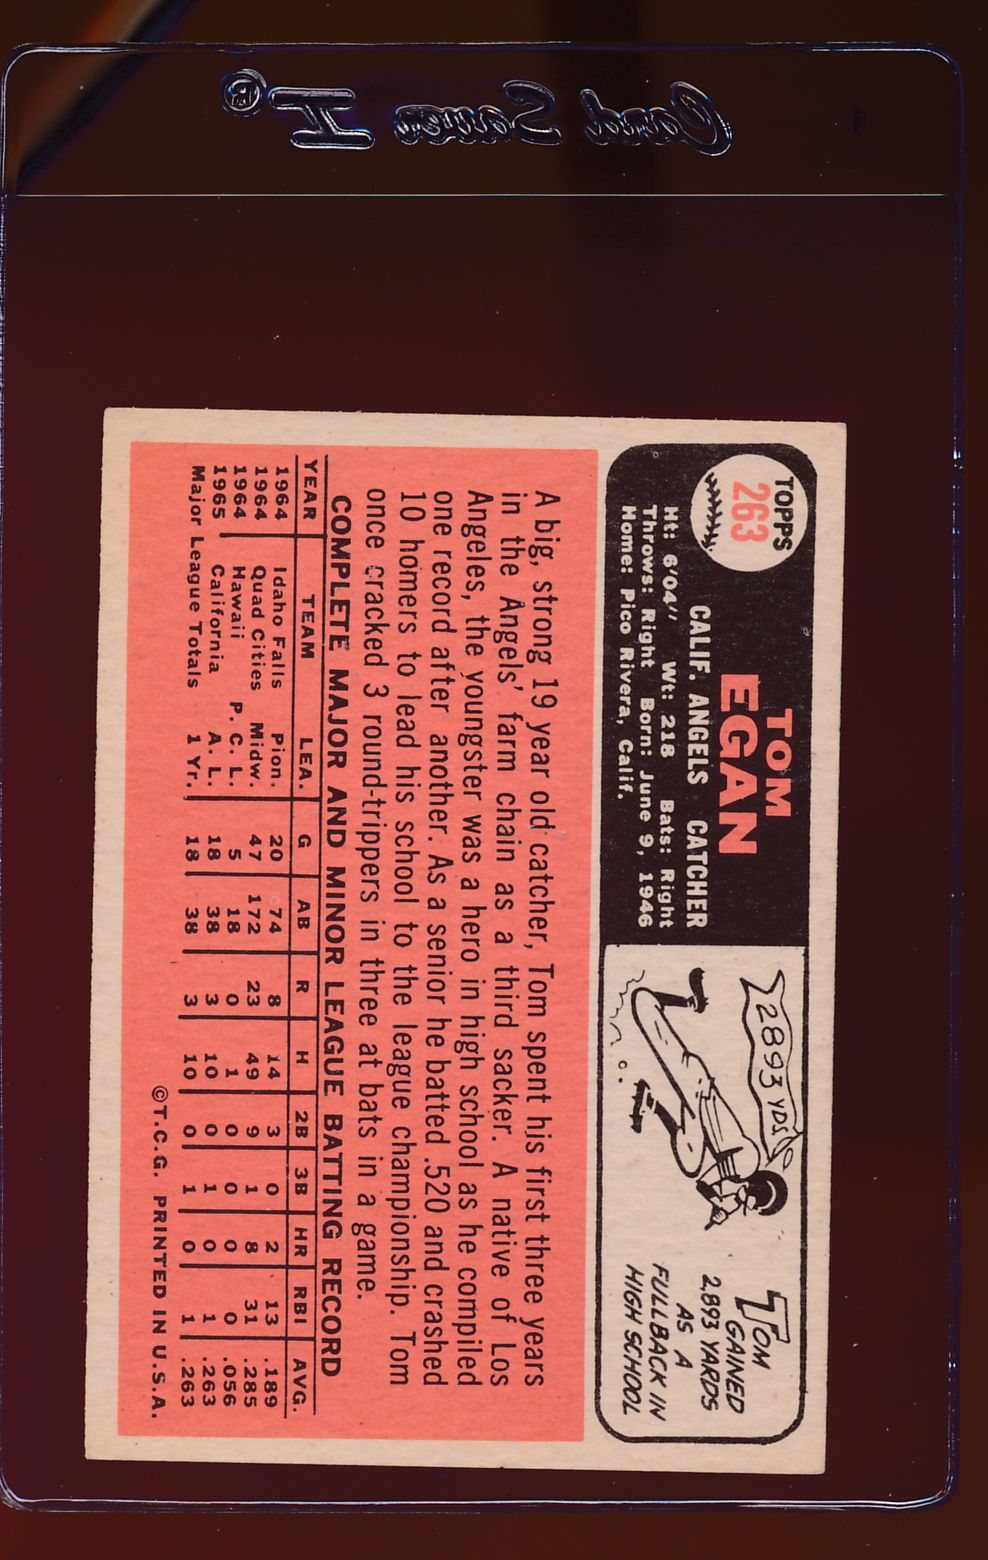 Card Saver I®
TOPPS
263
TOM
EGAN
CALIF. ANGELS CATCHER
Ht: 6'04" Wt: 218 Bats: Right
Throws: Right Born: June 9, 1946
Home: Pico Rivera, Calif.
2893 YDS
TOM
GAINED
2893 YARDS
AS A
FULLBACK IN
HIGH SCHOOL
A big, strong 19 year old catcher, Tom spent his first three years
in the Angels' farm chain as a third sacker. A native of Los
Angeles, the youngster was a hero in high school as he compiled
one record after another. As a senior he batted .520 and crashed
10 homers to lead his school to the league championship. Tom
once cracked 3 round-trippers in three at bats in a game.
COMPLETE MAJOR AND MINOR LEAGUE BATTING RECORD
YEAR TEAM LEA. G AB R H 2B 3B HR RBI AVG.
1964 Idaho Falls Pion. 20 74 8 14 3 0 2 13 .189
1964 Quad Cities Midw. 47 172 23 49 9 1 8 31 .285
1964 Hawaii P. C. L. 5 18 0 1 0 0 0 0 .056
1965 California A. L. 18 38 3 10 0 1 0 1 .263
Major League Totals 1 Yr. 18 38 3 10 0 1 0 1 .263
©T.C.G. PRINTED IN U.S.A.